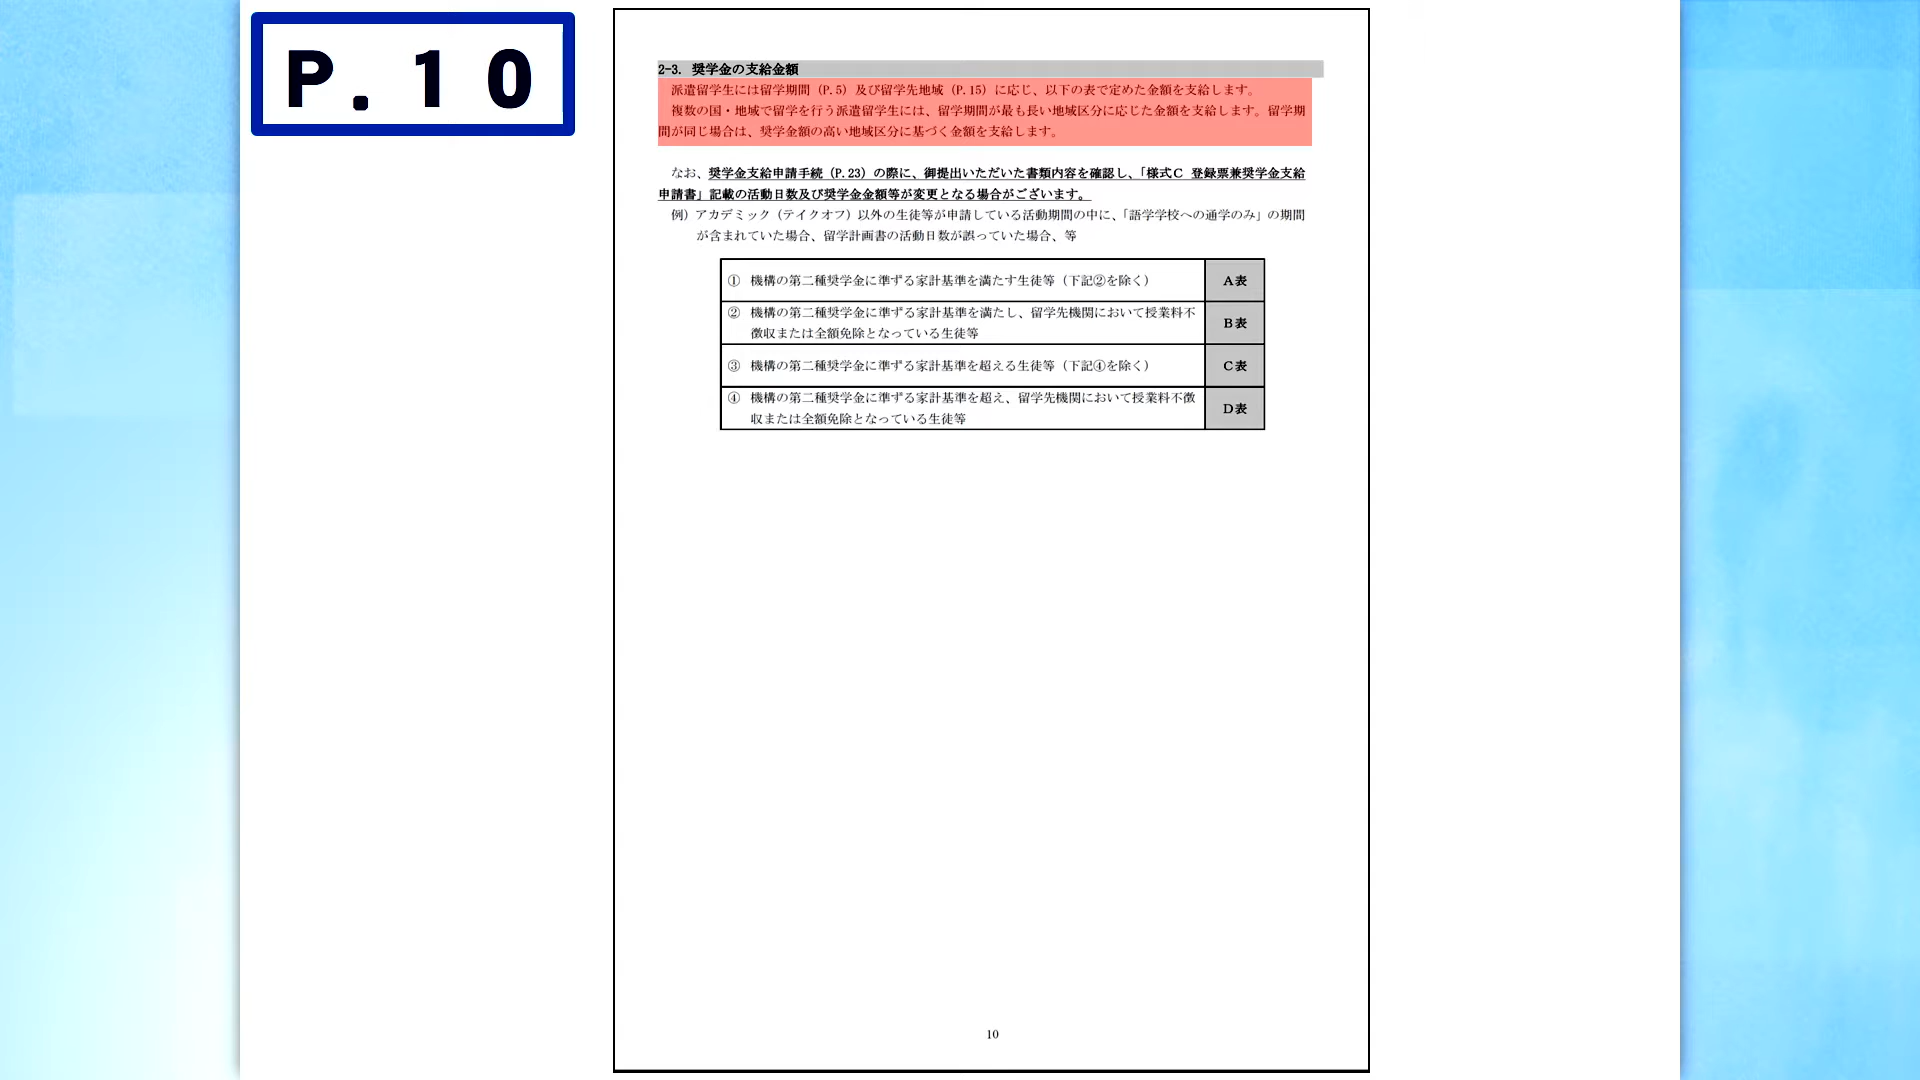 P.10
2-3. 奨学金の支給金額
派遣留学生には留学期間（P.5）及び留学先地域（P.15）に応じ、以下の表で定めた金額を支給します。
複数の国・地域で留学を行う派遣留学生には、留学期間が最も長い地域区分に応じた金額を支給します。留学期
間が同じ場合は、奨学金額の高い地域区分に基づく金額を支給します。
なお、奨学金支給申請手続（P.23）の際に、御提出いただいた書類内容を確認し、「様式C 登録票兼奨学金支給
申請書」記載の活動日数及び奨学金金額等が変更となる場合がございます。
例）アカデミック（テイクオフ）以外の生徒等が申請している活動期間の中に、「語学学校への通学のみ」の期間
が含まれていた場合、留学計画書の活動日数が誤っていた場合、等
① 機構の第二種奨学金に準ずる家計基準を満たす生徒等（下記②を除く） A表
② 機構の第二種奨学金に準ずる家計基準を満たし、留学先機関において授業料不
徴収または全額免除となっている生徒等 B表
③ 機構の第二種奨学金に準ずる家計基準を超える生徒等（下記④を除く） C表
④ 機構の第二種奨学金に準ずる家計基準を超え、留学先機関において授業料不徴
収または全額免除となっている生徒等 D表
10